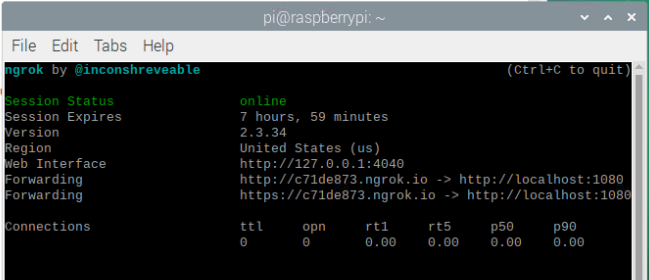 pi@raspberrypi: ~
File Edit Tabs Help
ngrok by @inconshreveable (Ctrl+C to quit)
Session Status online
Session Expires 7 hours, 59 minutes
Version 2.3.34
Region United States (us)
Web Interface http://127.0.0.1:4040
Forwarding http://c71de873.ngrok.io -> http://localhost:1080
Forwarding https://c71de873.ngrok.io -> http://localhost:1080
Connections ttl opn rt1 rt5 p50 p90
0 0 0.00 0.00 0.00 0.00